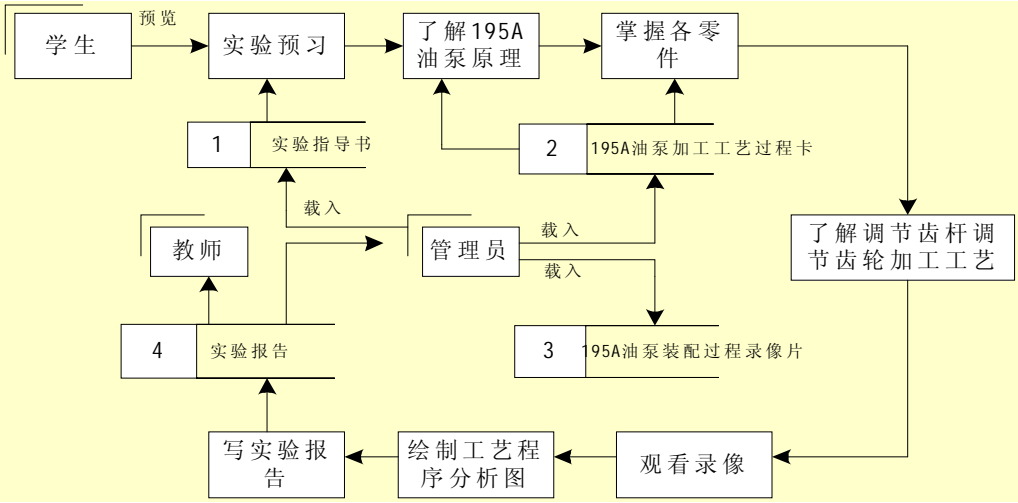 学生
预览
实验预习
了解195A
油泵原理
掌握各零
件
1
实验指导书
2
195A油泵加工工艺过程卡
载入
教师
管理员
载入
载入
了解调节齿杆调
节齿轮加工工艺
4
实验报告
3
195A油泵装配过程录像片
写实验报
告
绘制工艺程
序分析图
观看录像